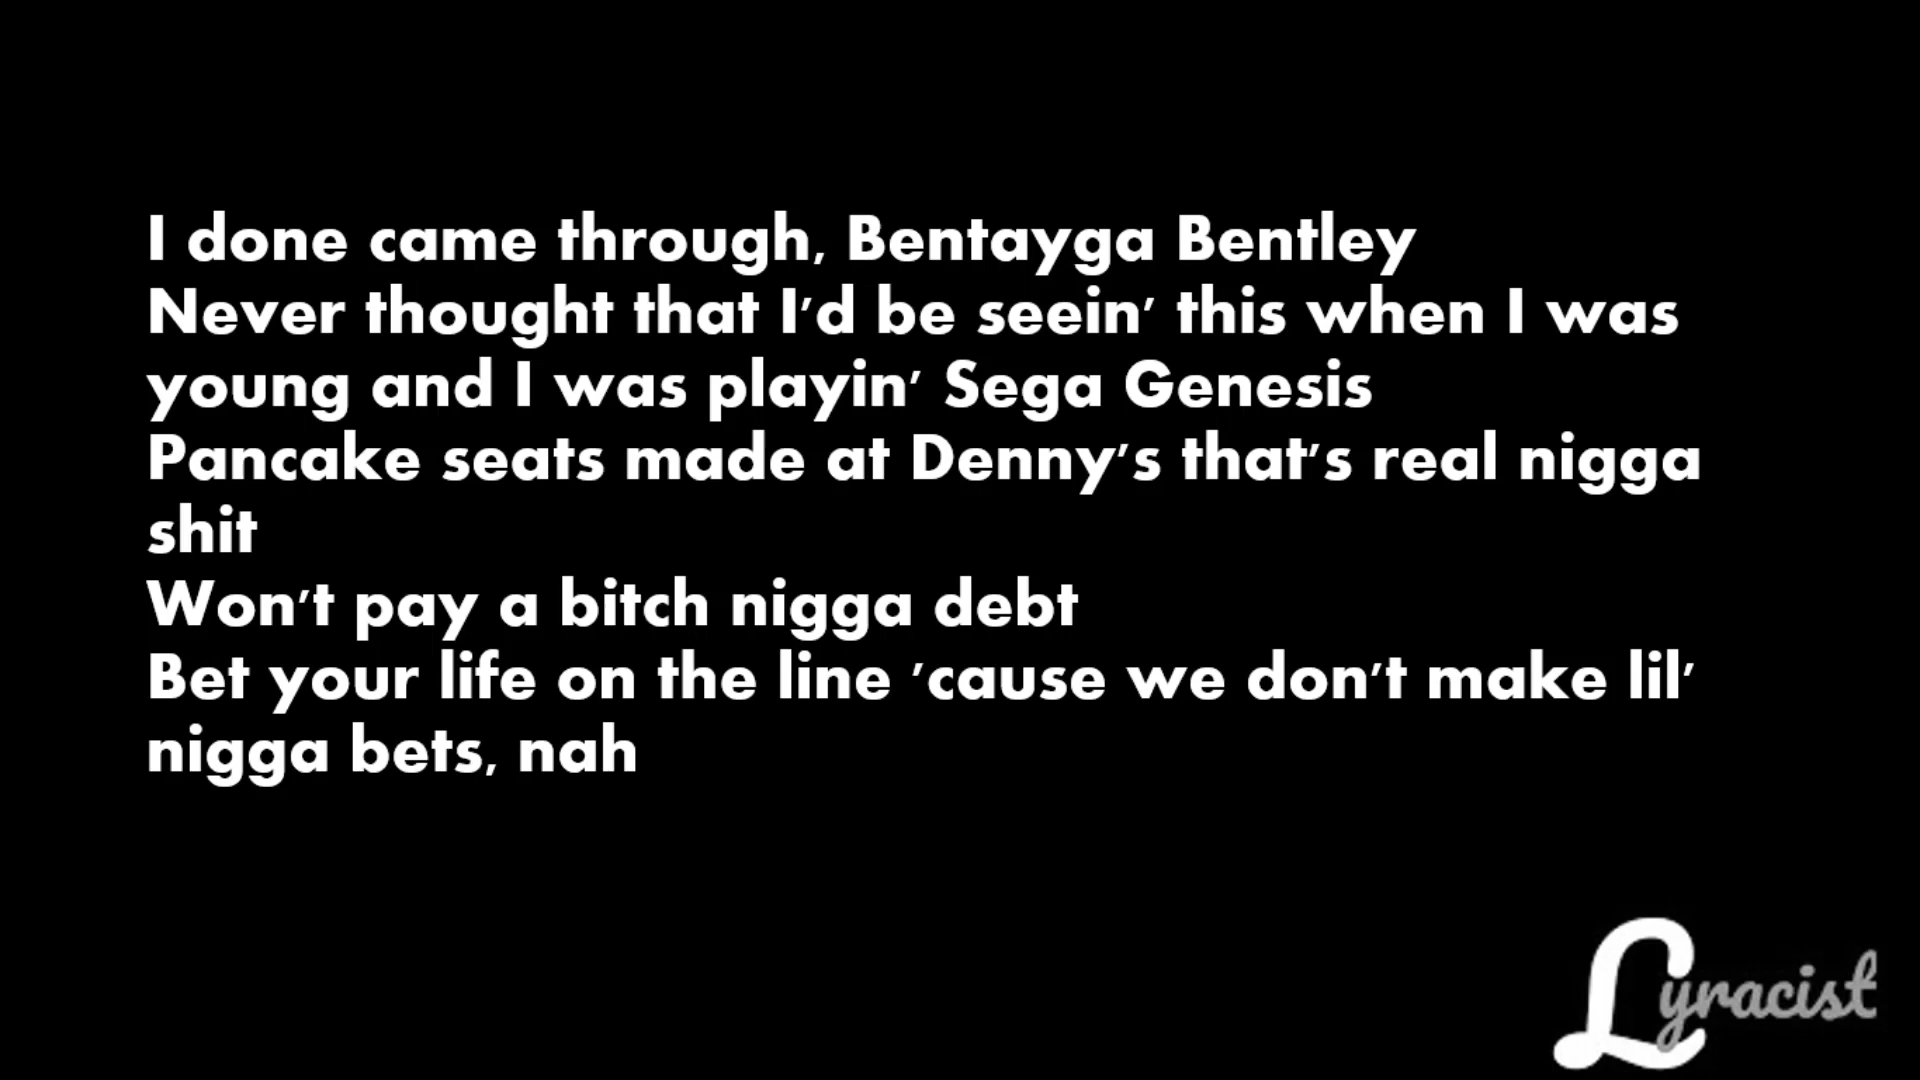 I done came through, Bentayga Bentley
Never thought that I'd be seein' this when I was
young and I was playin' Sega Genesis
Pancake seats made at Denny's that's real nigga
shit
Won't pay a bitch nigga debt
Bet your life on the line 'cause we don't make lil'
nigga bets, nah
Lyracist